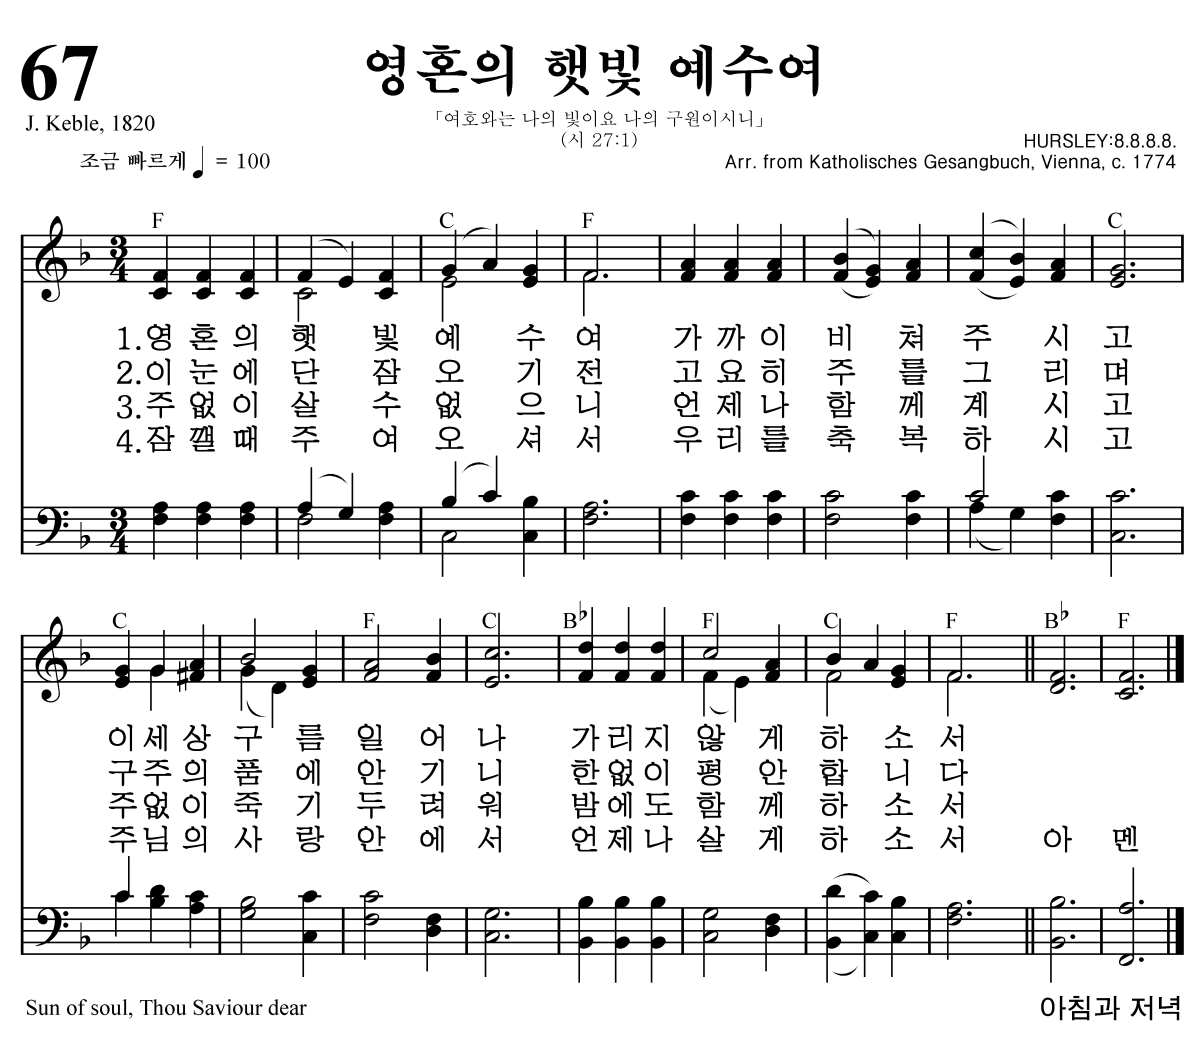 67
영혼의 햇빛 예수여
J. Keble, 1820
「여호와는 나의 빛이요 나의 구원이시니」
(시 27:1)
조금 빠르게 ♩ = 100
HURSLEY:8.8.8.8.
Arr. from Katholisches Gesangbuch, Vienna, c. 1774
F C F C
1.영 혼 의 햇 빛 예 수 여 가 까 이 비 쳐 주 시 고
2.이 눈 에 단 잠 오 기 전 고 요 히 주 를 그 리 며
3.주 없 이 살 수 없 으 니 언 제 나 함 께 계 시 고
4.잠 깰 때 주 여 오 셔 서 우 리 를 축 복 하 시 고
C F C B♭ F C F B♭ F
이 세 상 구 름 일 어 나 가 리 지 않 게 하 소 서
구 주 의 품 에 안 기 니 한 없 이 평 안 합 니 다
주 없 이 죽 기 두 려 워 밤 에 도 함 께 하 소 서
주 님 의 사 랑 안 에 서 언 제 나 살 게 하 소 서 아 멘
Sun of soul, Thou Saviour dear
아침과 저녁